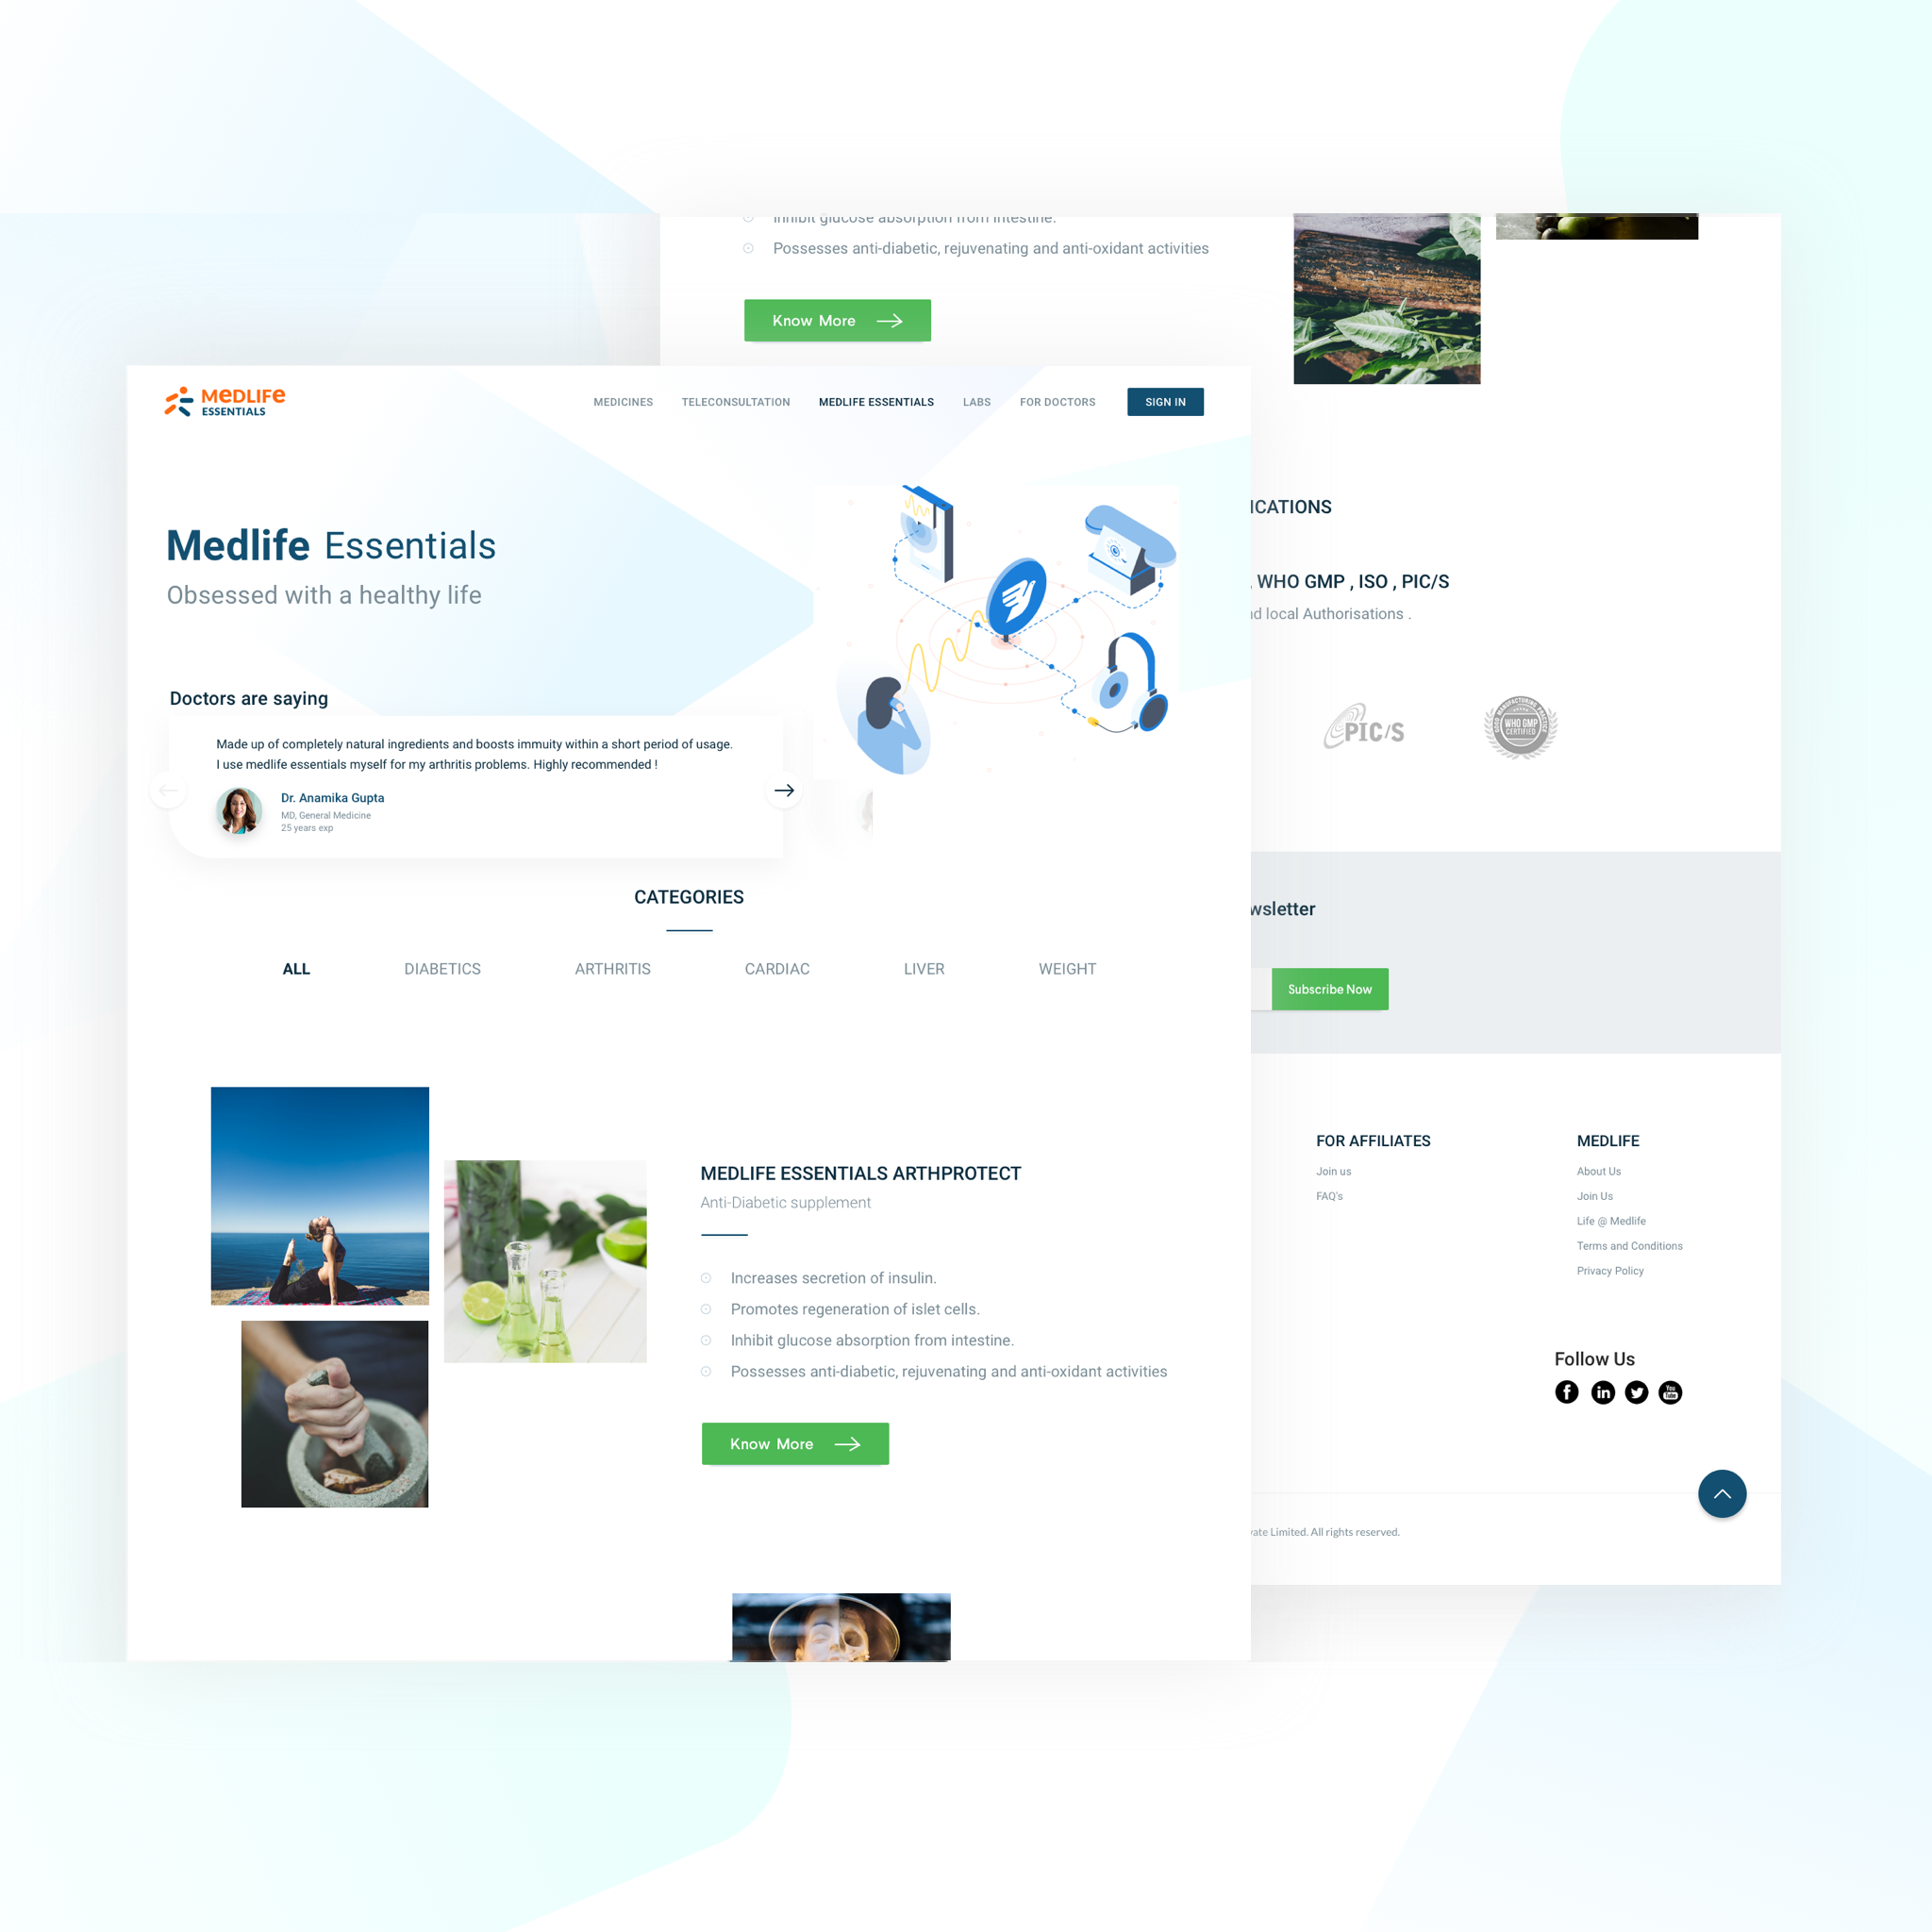 Inhibit glucose absorption from intestine.
Possesses anti-diabetic, rejuvenating and anti-oxidant activities
Know More
MEDLIFE
ESSENTIALS
MEDICINES
TELECONSULTATION
MEDLIFE ESSENTIALS
LABS
FOR DOCTORS
SIGN IN
Medlife Essentials
Obsessed with a healthy life
Doctors are saying
Made up of completely natural ingredients and boosts immuity within a short period of usage.
I use medlife essentials myself for my arthritis problems. Highly recommended !
Dr. Anamika Gupta
MD, General Medicine
25 years exp
CATEGORIES
ALL
DIABETICS
ARTHRITIS
CARDIAC
LIVER
WEIGHT
MEDLIFE ESSENTIALS ARTHPROTECT
Anti-Diabetic supplement
Increases secretion of insulin.
Promotes regeneration of islet cells.
Inhibit glucose absorption from intestine.
Possesses anti-diabetic, rejuvenating and anti-oxidant activities
Know More
ICATIONS
, WHO GMP , ISO , PIC/S
d local Authorisations .
PIC/S
GOOD MANUFACTURING PRACTICE
WHO GMP
CERTIFIED
wsletter
Subscribe Now
FOR AFFILIATES
Join us
FAQ's
MEDLIFE
About Us
Join Us
Life @ Medlife
Terms and Conditions
Privacy Policy
Follow Us
You
Tube
vate Limited. All rights reserved.